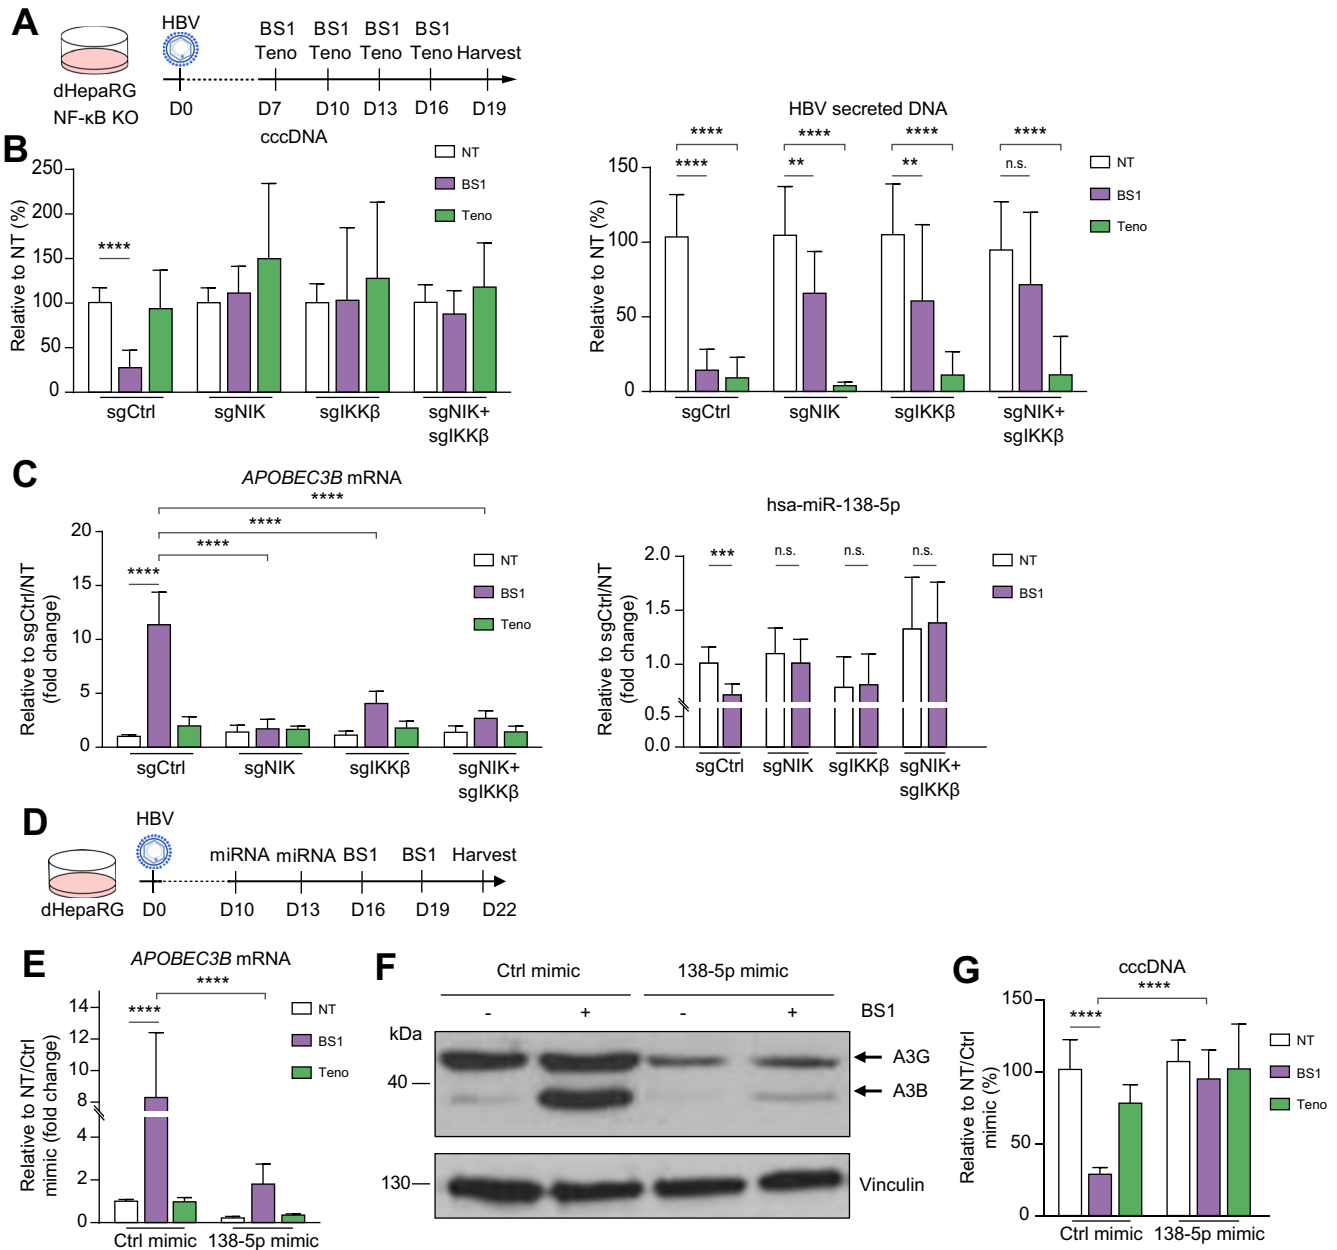 A
HBV
BS1 BS1 BS1 BS1
Teno Teno Teno Teno Harvest
dHepaRG
NF-κB KO
D0 D7 D10 D13 D16 D19
B
cccDNA
NT
BS1
Teno
Relative to NT (%)
250
200
150
100
50
0
****
sgCtrl sgNIK sgIKKβ sgNIK+
sgIKKβ
HBV secreted DNA
**** **** **** ****
**** ** ** n.s.
NT
BS1
Teno
Relative to NT (%)
150
100
50
0
sgCtrl sgNIK sgIKKβ sgNIK+
sgIKKβ
C
APOBEC3B mRNA
****
****
****
****
NT
BS1
Teno
Relative to sgCtrl/NT
(fold change)
20
15
10
5
0
sgCtrl sgNIK sgIKKβ sgNIK+
sgIKKβ
hsa-miR-138-5p
*** n.s. n.s. n.s.
NT
BS1
Relative to sgCtrl/NT
(fold change)
2.0
1.5
1.0
0.5
0.0
sgCtrl sgNIK sgIKKβ sgNIK+
sgIKKβ
D
HBV
miRNA miRNA BS1 BS1 Harvest
dHepaRG D0 D10 D13 D16 D19 D22
E
APOBEC3B mRNA
****
****
NT
BS1
Teno
Relative to NT/Ctrl
mimic (fold change)
14
12
10
8
4
2
0
Ctrl mimic 138-5p mimic
F
Ctrl mimic 138-5p mimic
- + - + BS1
kDa
40
A3G
A3B
130
Vinculin
G
cccDNA
****
****
NT
BS1
Teno
Relative to NT/Ctrl
mimic (%)
150
100
50
0
Ctrl mimic 138-5p mimic